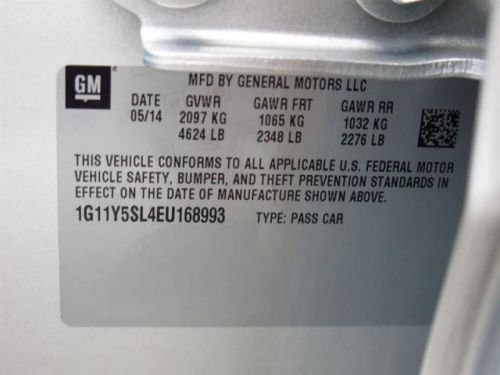 GM
MFD BY GENERAL MOTORS LLC
DATE GVWR GAWR FRT GAWR RR
05/14 2097 KG 1065 KG 1032 KG
4624 LB 2348 LB 2276 LB
THIS VEHICLE CONFORMS TO ALL APPLICABLE U.S. FEDERAL MOTOR
VEHICLE SAFETY, BUMPER, AND THEFT PREVENTION STANDARDS IN
EFFECT ON THE DATE OF MANUFACTURE SHOWN ABOVE.
1G11Y5SL4EU168993 TYPE: PASS CAR